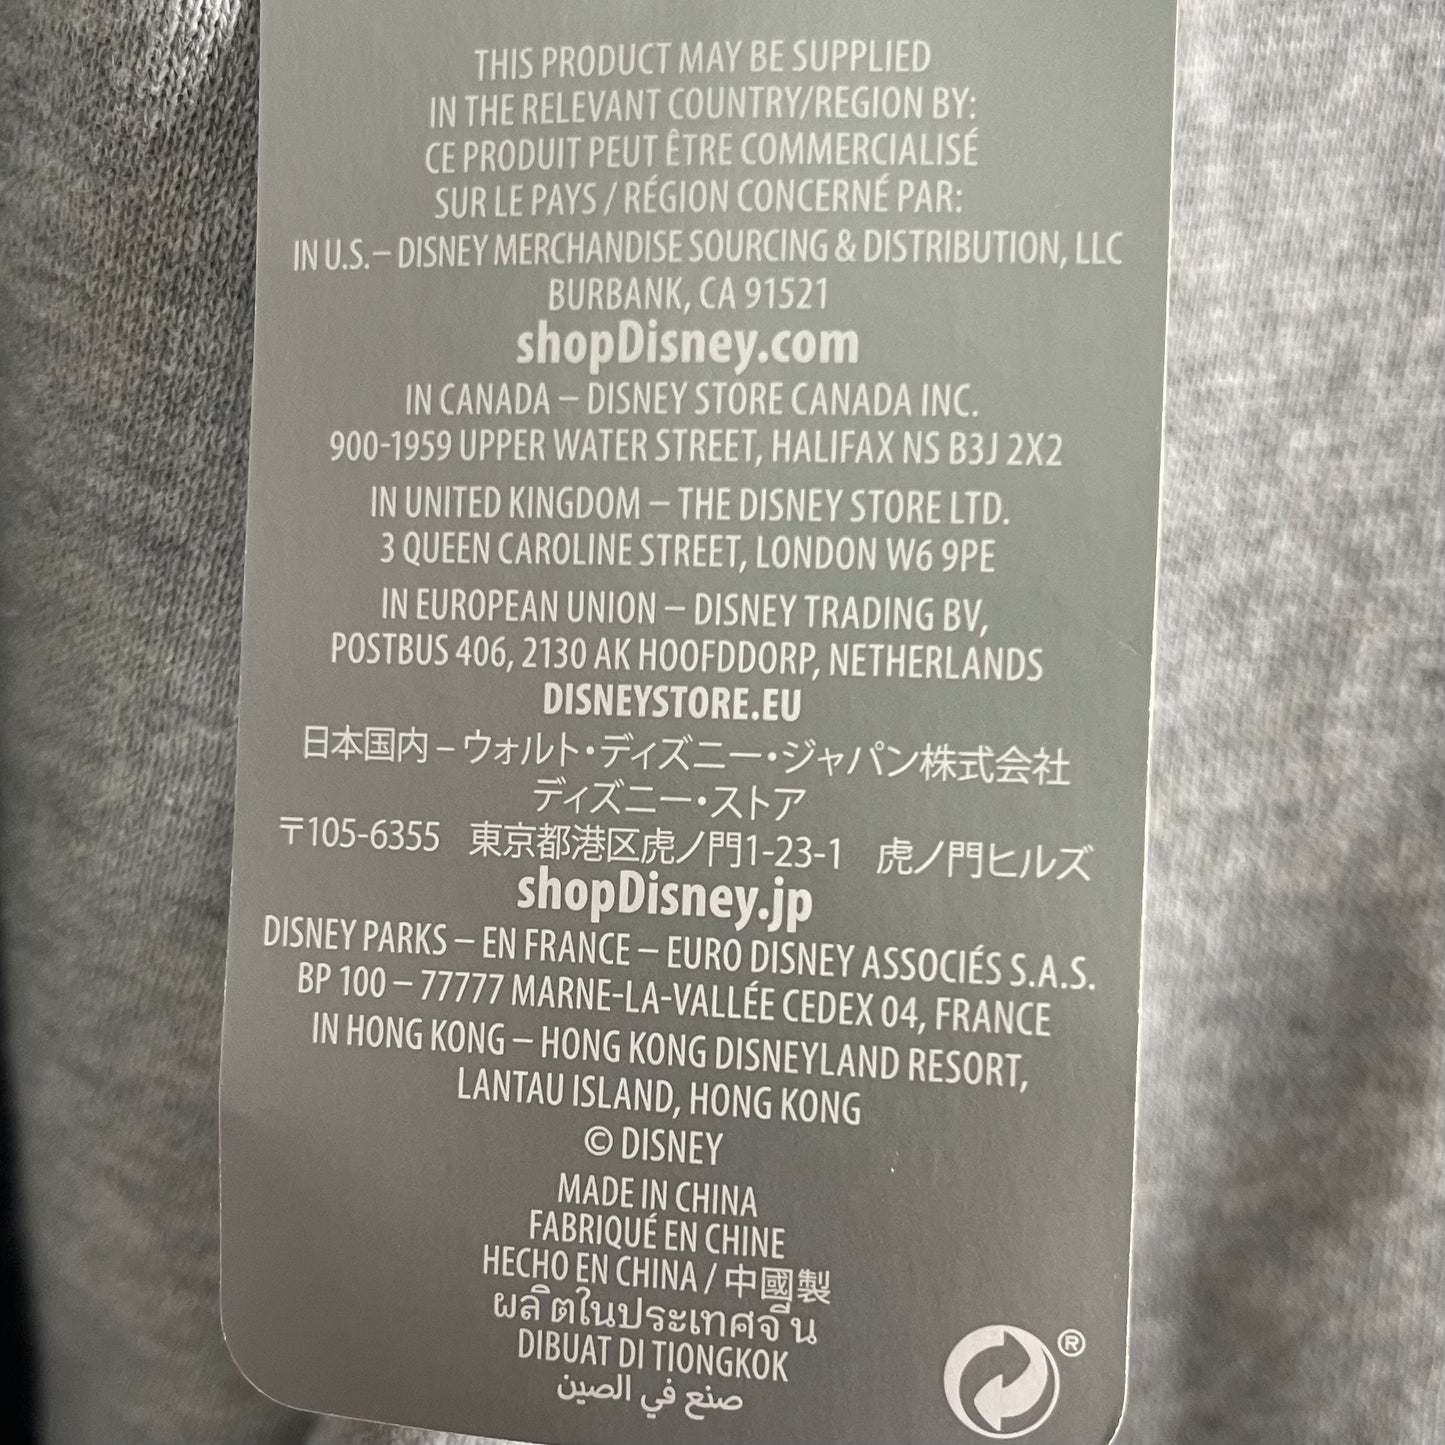 THIS PRODUCT MAY BE SUPPLIED
IN THE RELEVANT COUNTRY/REGION BY:
CE PRODUIT PEUT ÊTRE COMMERCIALISÉ
SUR LE PAYS / RÉGION CONCERNÉ PAR:
IN U.S. – DISNEY MERCHANDISE SOURCING & DISTRIBUTION, LLC
BURBANK, CA 91521
shopDisney.com
IN CANADA – DISNEY STORE CANADA INC.
900-1959 UPPER WATER STREET, HALIFAX NS B3J 2X2
IN UNITED KINGDOM – THE DISNEY STORE LTD.
3 QUEEN CAROLINE STREET, LONDON W6 9PE
IN EUROPEAN UNION – DISNEY TRADING BV,
POSTBUS 406, 2130 AK HOOFDDORP, NETHERLANDS
DISNEYSTORE.EU
日本国内 – ウォルト・ディズニー・ジャパン株式会社
ディズニー・ストア
〒105-6355 東京都港区虎ノ門1-23-1 虎ノ門ヒルズ
shopDisney.jp
DISNEY PARKS – EN FRANCE – EURO DISNEY ASSOCIÉS S.A.S.
BP 100 – 77777 MARNE-LA-VALLÉE CEDEX 04, FRANCE
IN HONG KONG – HONG KONG DISNEYLAND RESORT,
LANTAU ISLAND, HONG KONG
© DISNEY
MADE IN CHINA
FABRIQUÉ EN CHINE
HECHO EN CHINA / 中國製
ผลิตในประเทศจีน
DIBUAT DI TIONGKOK
صنع في الصين
®